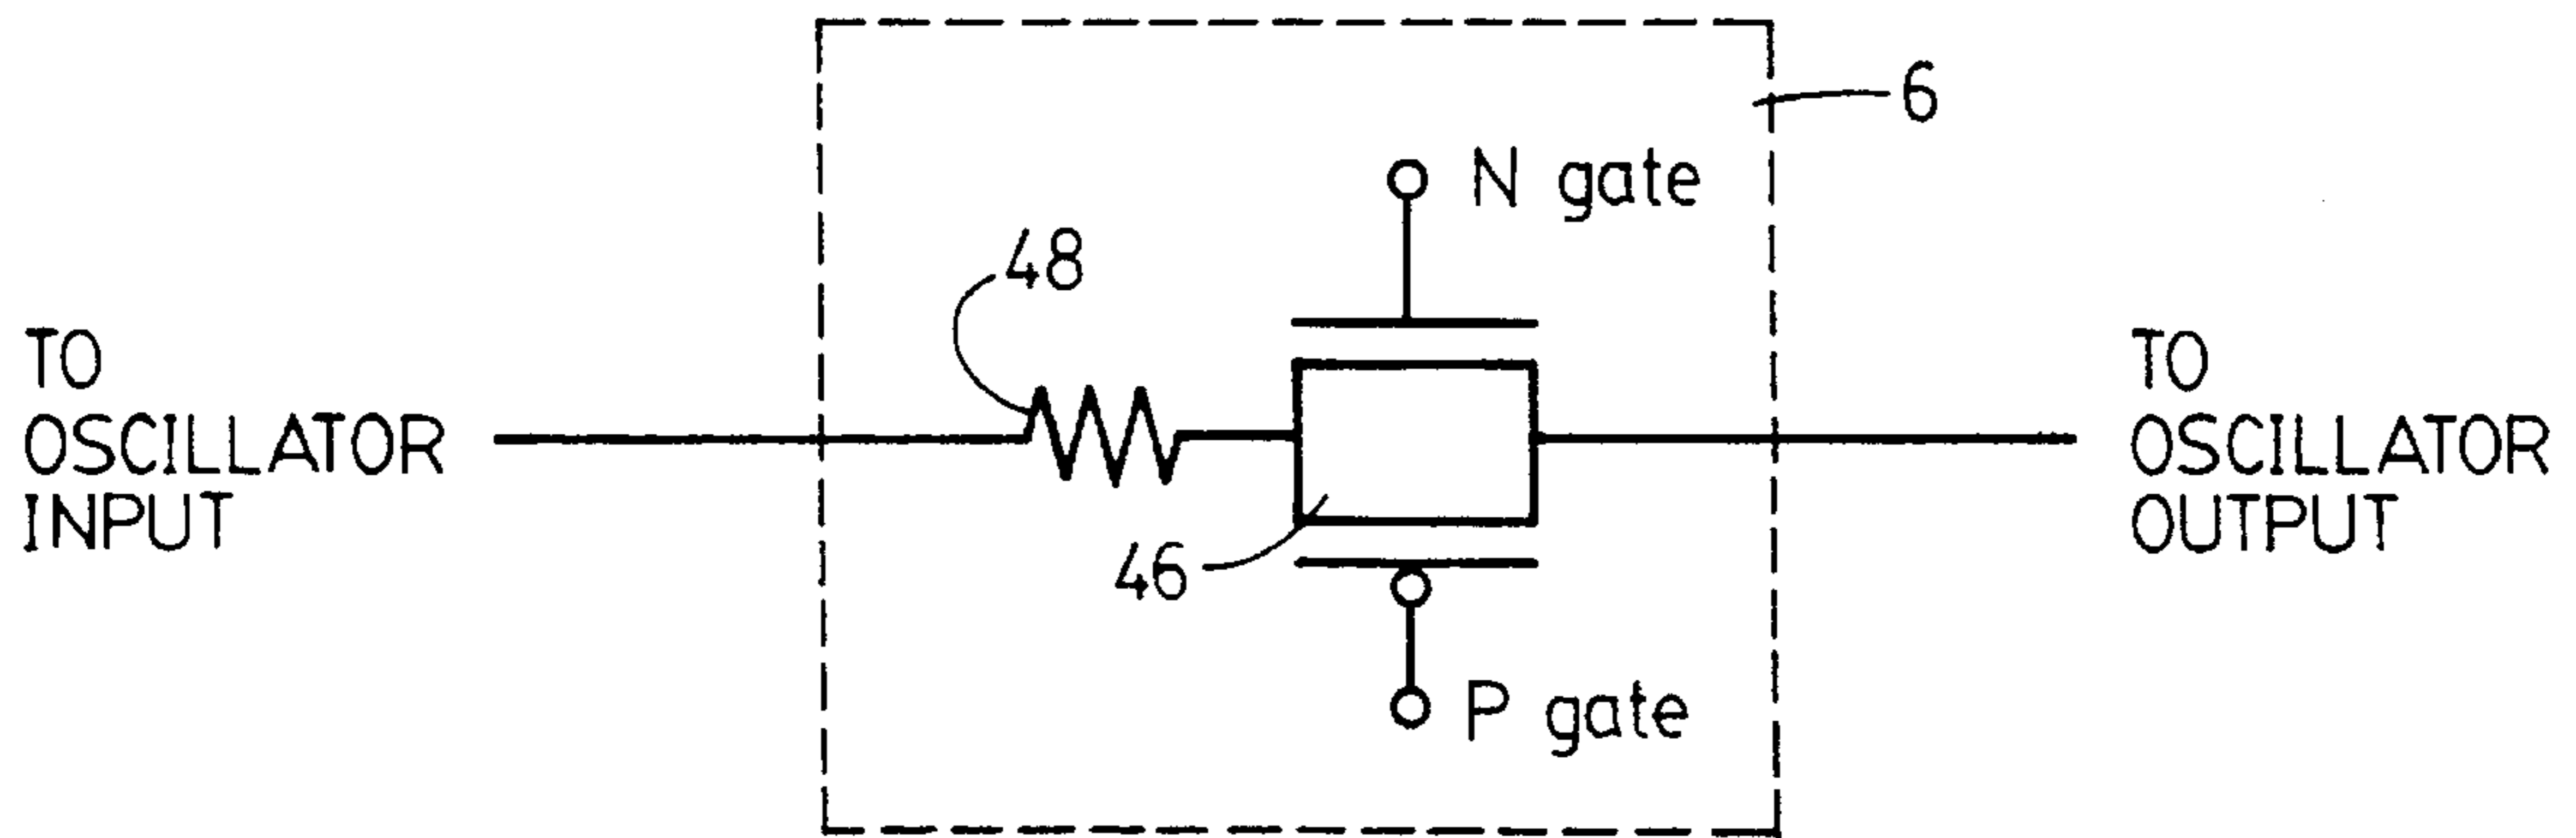 6
N gate
48
TO
OSCILLATOR
INPUT
TO
OSCILLATOR
OUTPUT
46
P gate